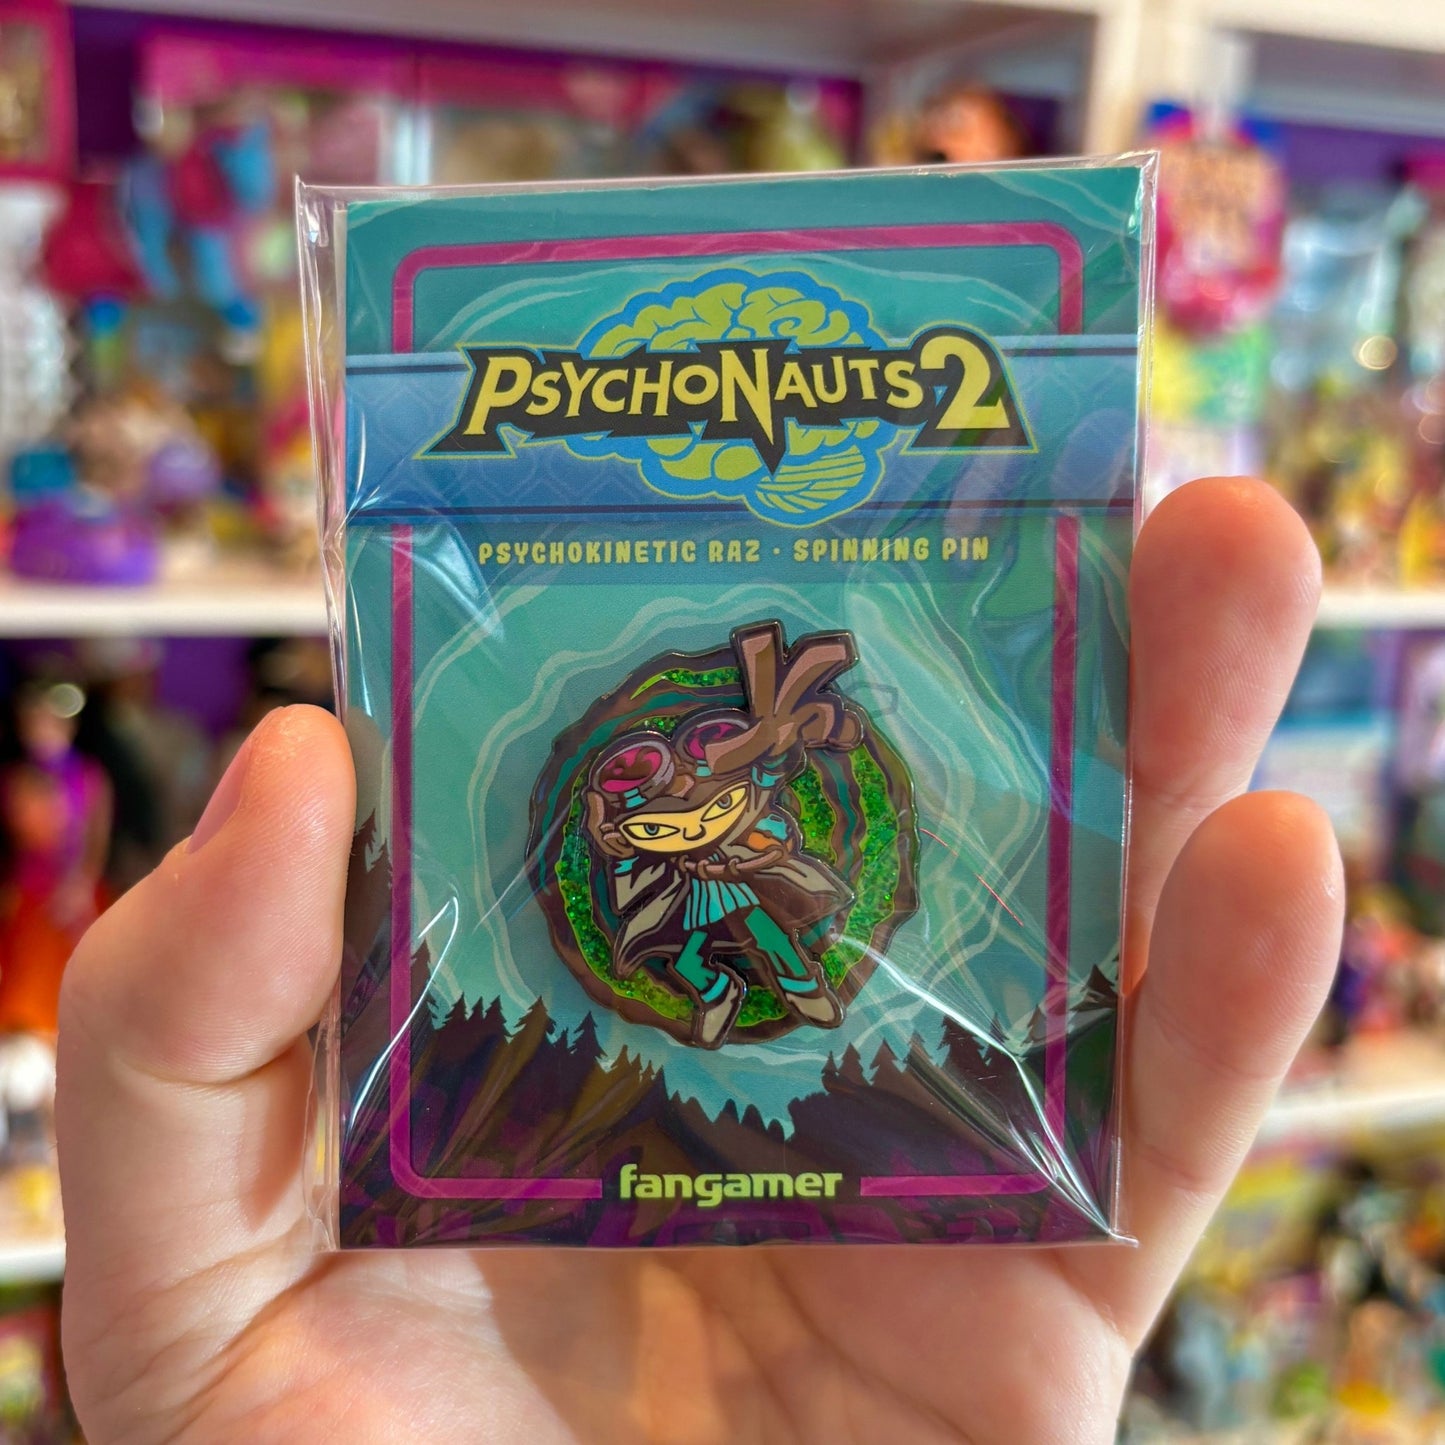 PSYCHONAUTS 2
PSYCHOKINETIC RAZ · SPINNING PIN
fangamer